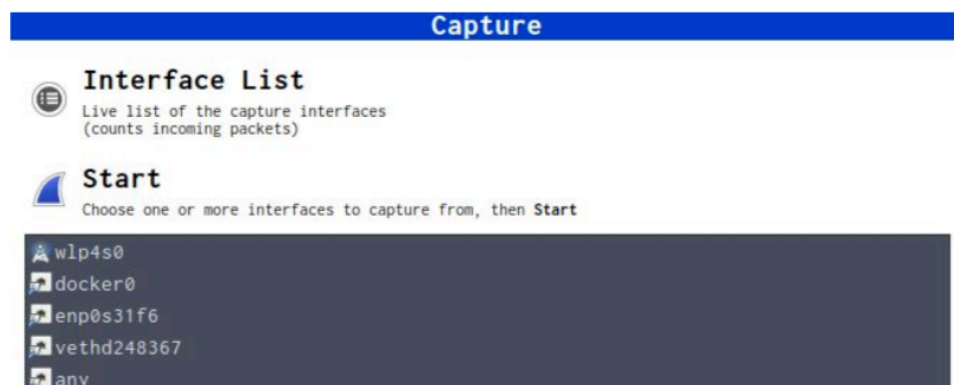 Capture
Interface List
Live list of the capture interfaces
(counts incoming packets)
Start
Choose one or more interfaces to capture from, then Start
wlp4s0
docker0
enp0s31f6
vethd248367
any